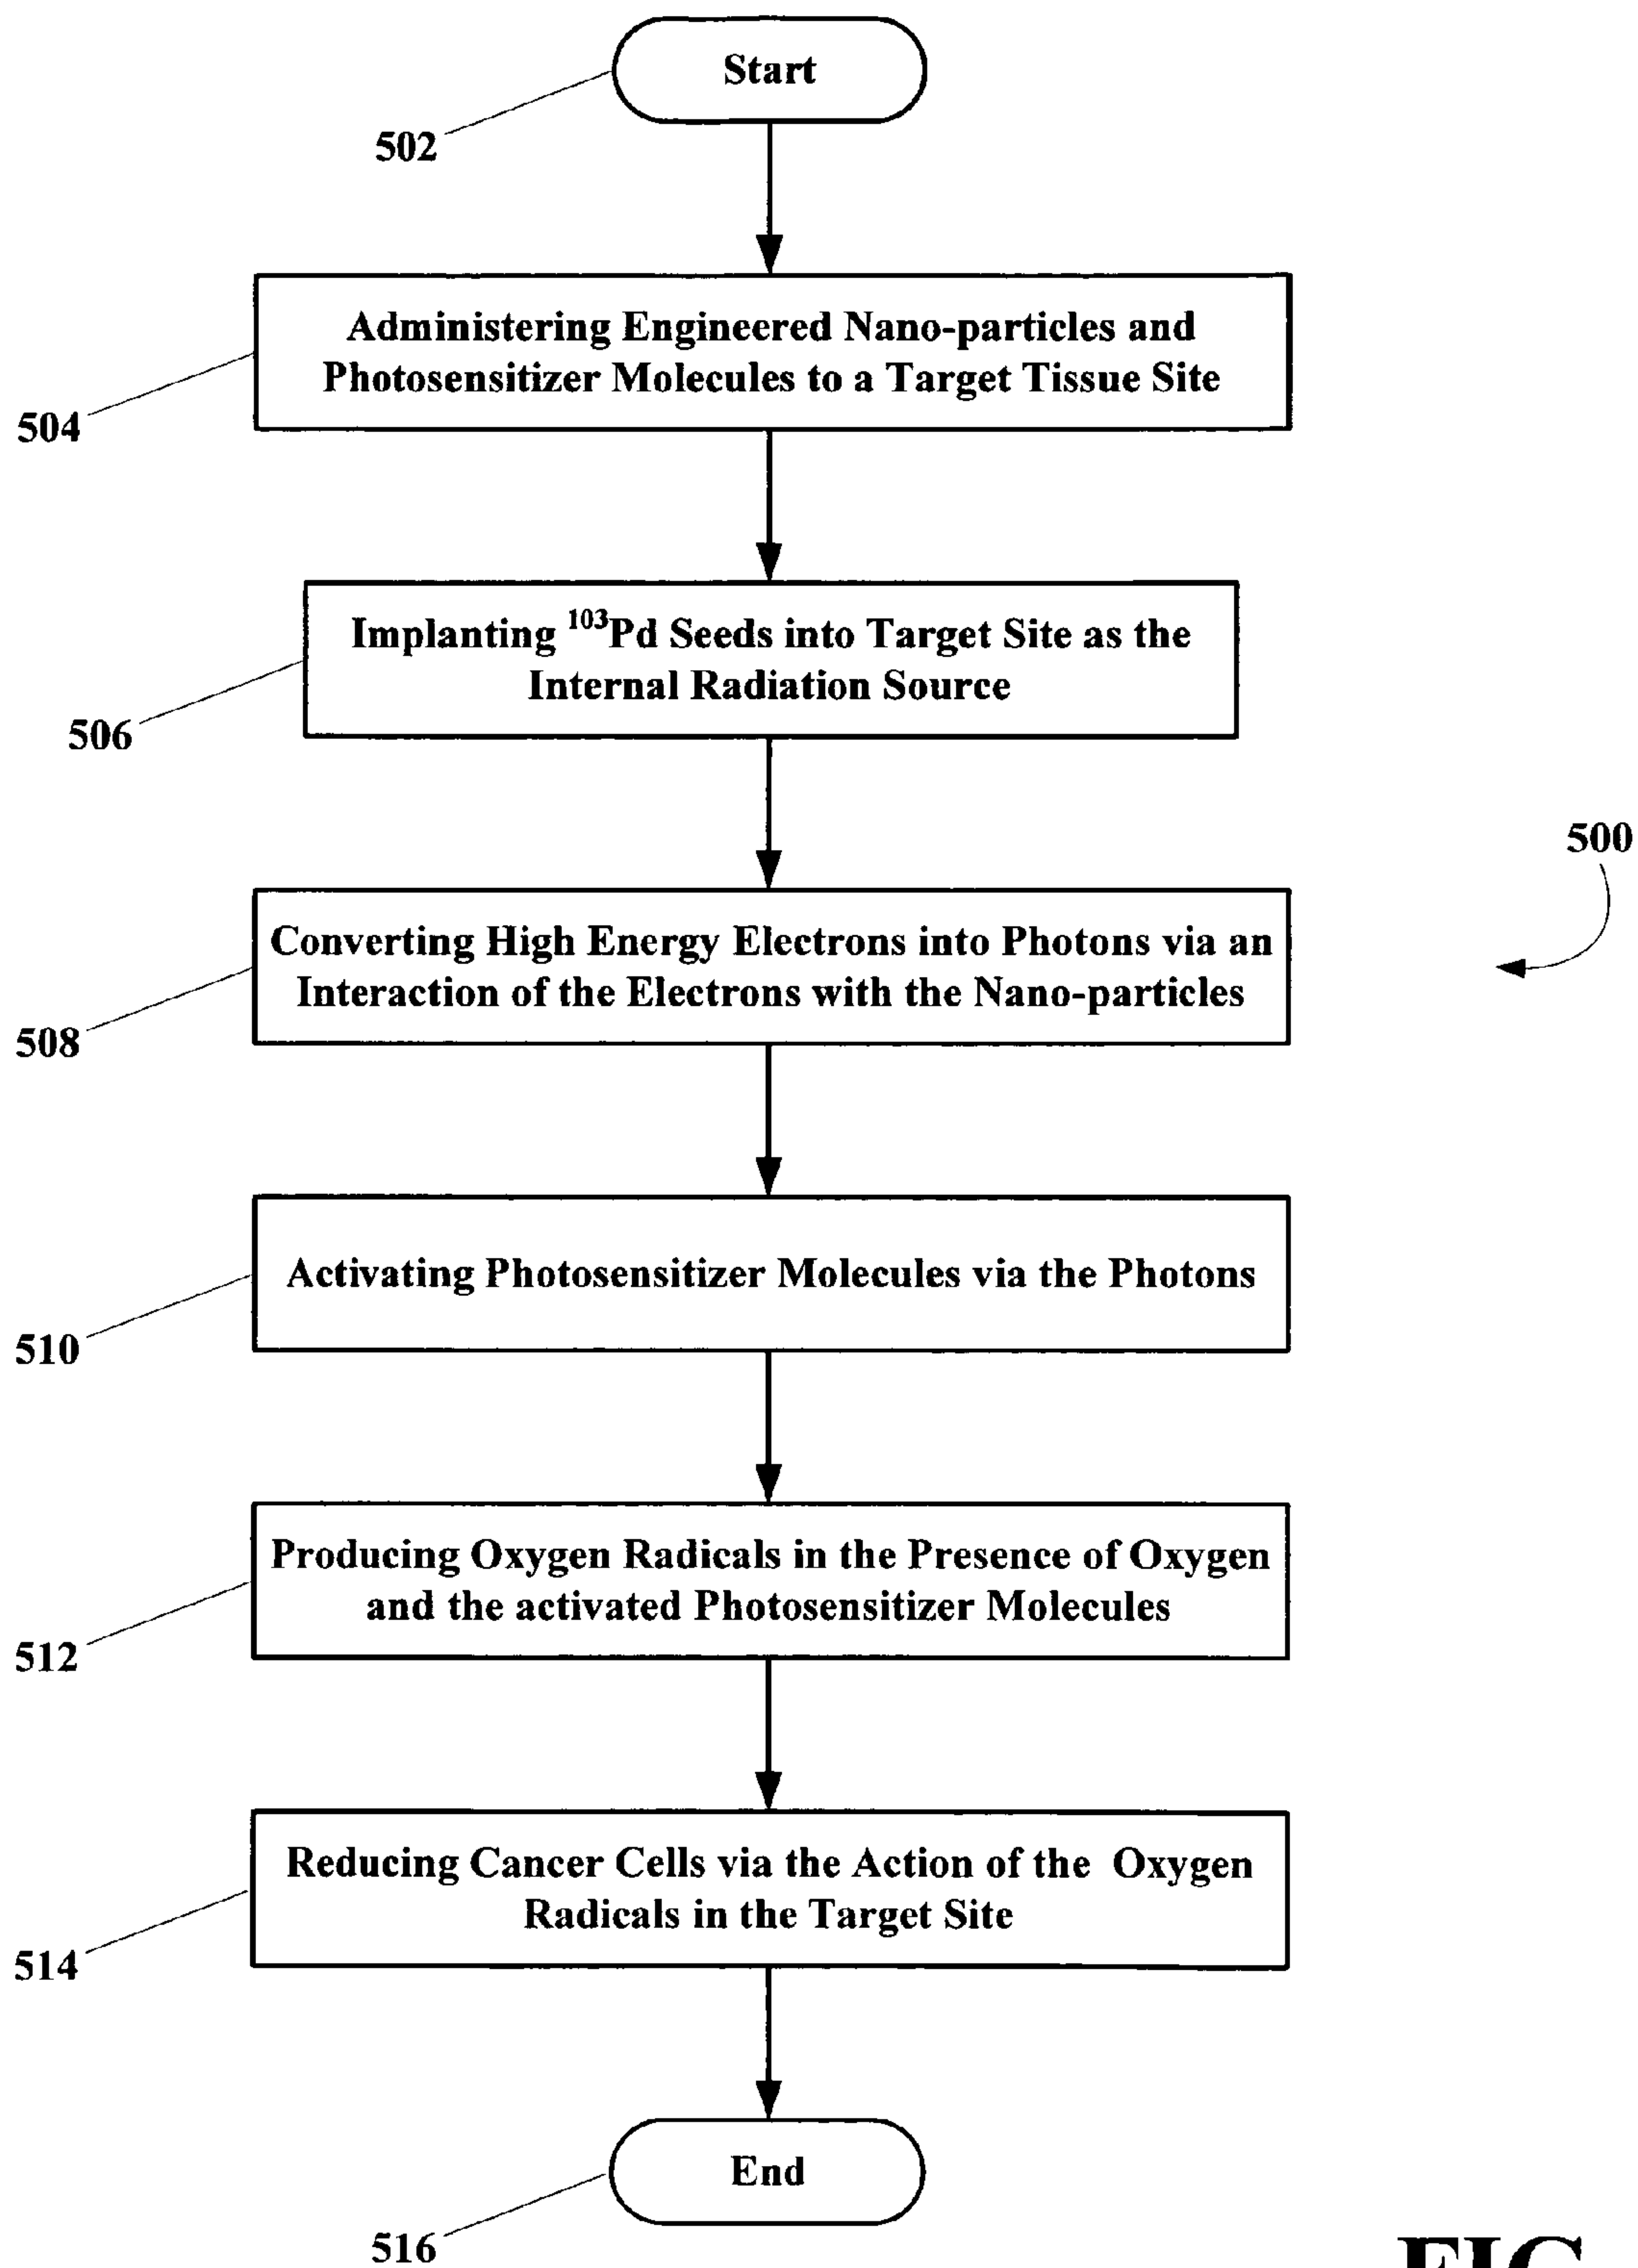 Start
502
Administering Engineered Nano-particles and
Photosensitizer Molecules to a Target Tissue Site
504
Implanting ¹⁰³Pd Seeds into Target Site as the
Internal Radiation Source
506
500
Converting High Energy Electrons into Photons via an
Interaction of the Electrons with the Nano-particles
508
Activating Photosensitizer Molecules via the Photons
510
Producing Oxygen Radicals in the Presence of Oxygen
and the activated Photosensitizer Molecules
512
Reducing Cancer Cells via the Action of the Oxygen
Radicals in the Target Site
514
End
516
FIG